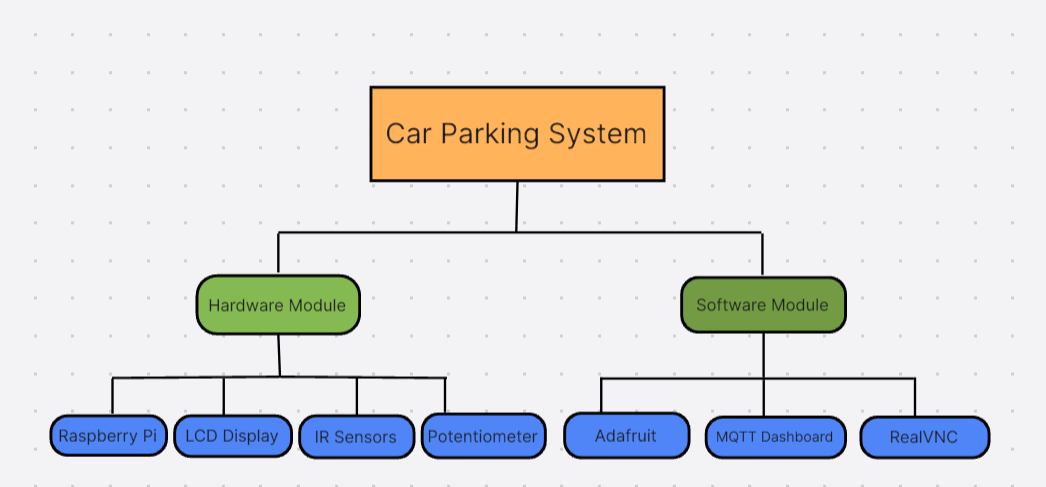 Car Parking System
Hardware Module
Software Module
Raspberry Pi
LCD Display
IR Sensors
Potentiometer
Adafruit
MQTT Dashboard
RealVNC